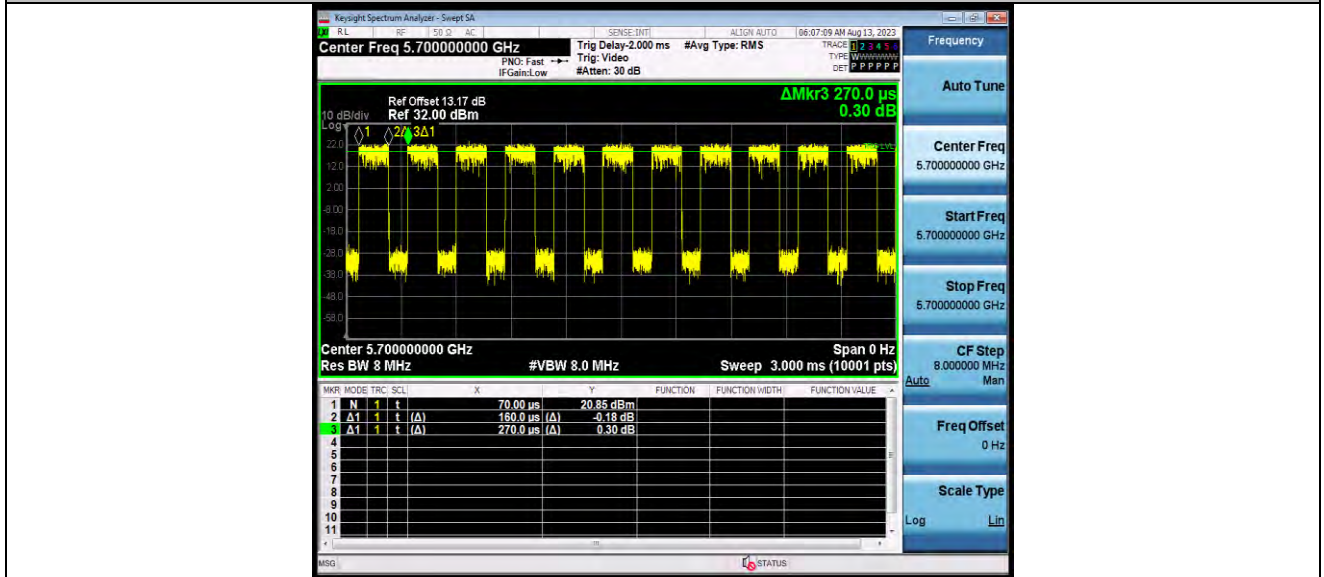 Keysight Spectrum Analyzer - Swept SA
RL RF 50 Ω AC SENSE:INT ALIGN AUTO 06:07:09 AM Aug 13, 2023
Center Freq 5.700000000 GHz Trig Delay-2.000 ms #Avg Type: RMS TRACE 1 2 3 4 5 6
PNO: Fast Trig: Video TYPE WWWWWW
IFGain:Low #Atten: 30 dB DET P P P P P P
ΔMkr3 270.0 µs
0.30 dB
Ref Offset 13.17 dB
10 dB/div Ref 32.00 dBm
Log
1 2Δ 3Δ1
22.0
12.0
2.00
-8.00
-18.0
-28.0
-38.0
-48.0
-58.0
Center 5.700000000 GHz Span 0 Hz
Res BW 8 MHz #VBW 8.0 MHz Sweep 3.000 ms (10001 pts)
MKR MODE TRC SCL X Y FUNCTION FUNCTION WIDTH FUNCTION VALUE
1 N 1 t 70.00 µs 20.85 dBm
2 Δ1 1 t (Δ) 160.0 µs (Δ) -0.18 dB
3 Δ1 1 t (Δ) 270.0 µs (Δ) 0.30 dB
4
5
6
7
8
9
10
11
MSG STATUS
Frequency
Auto Tune
Center Freq
5.700000000 GHz
Start Freq
5.700000000 GHz
Stop Freq
5.700000000 GHz
CF Step
8.000000 MHz
Auto Man
Freq Offset
0 Hz
Scale Type
Log Lin